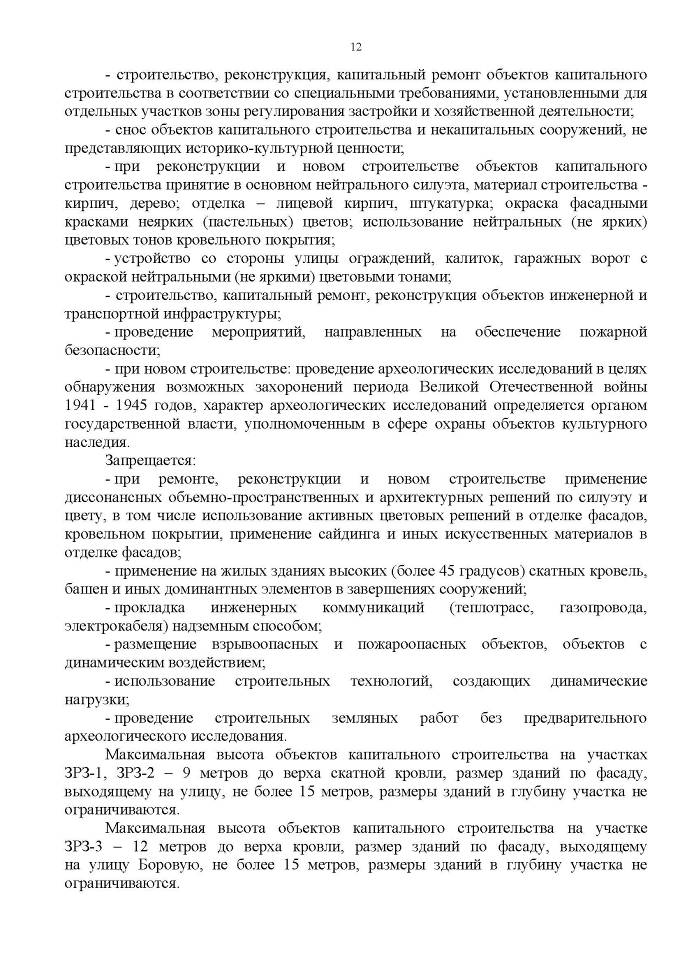 12
- строительство, реконструкция, капитальный ремонт объектов капитального
строительства в соответствии со специальными требованиями, установленными для
отдельных участков зоны регулирования застройки и хозяйственной деятельности;
- снос объектов капитального строительства и некапитальных сооружений, не
представляющих историко-культурной ценности;
- при реконструкции и новом строительстве объектов капитального
строительства принятие в основном нейтрального силуэта, материал строительства -
кирпич, дерево; отделка – лицевой кирпич, штукатурка; окраска фасадными
красками неярких (пастельных) цветов; использование нейтральных (не ярких)
цветовых тонов кровельного покрытия;
- устройство со стороны улицы ограждений, калиток, гаражных ворот с
окраской нейтральными (не яркими) цветовыми тонами;
- строительство, капитальный ремонт, реконструкция объектов инженерной и
транспортной инфраструктуры;
- проведение мероприятий, направленных на обеспечение пожарной
безопасности;
- при новом строительстве: проведение археологических исследований в целях
обнаружения возможных захоронений периода Великой Отечественной войны
1941 - 1945 годов, характер археологических исследований определяется органом
государственной власти, уполномоченным в сфере охраны объектов культурного
наследия.
Запрещается:
- при ремонте, реконструкции и новом строительстве применение
диссонансных объемно-пространственных и архитектурных решений по силуэту и
цвету, в том числе использование активных цветовых решений в отделке фасадов,
кровельном покрытии, применение сайдинга и иных искусственных материалов в
отделке фасадов;
- применение на жилых зданиях высоких (более 45 градусов) скатных кровель,
башен и иных доминантных элементов в завершениях сооружений;
- прокладка инженерных коммуникаций (теплотрасс, газопровода,
электрокабеля) надземным способом;
- размещение взрывоопасных и пожароопасных объектов, объектов с
динамическим воздействием;
- использование строительных технологий, создающих динамические
нагрузки;
- проведение строительных земляных работ без предварительного
археологического исследования.
Максимальная высота объектов капитального строительства на участках
ЗРЗ-1, ЗРЗ-2 – 9 метров до верха скатной кровли, размер зданий по фасаду,
выходящему на улицу, не более 15 метров, размеры зданий в глубину участка не
ограничиваются.
Максимальная высота объектов капитального строительства на участке
ЗРЗ-3 – 12 метров до верха кровли, размер зданий по фасаду, выходящему
на улицу Боровую, не более 15 метров, размеры зданий в глубину участка не
ограничиваются.